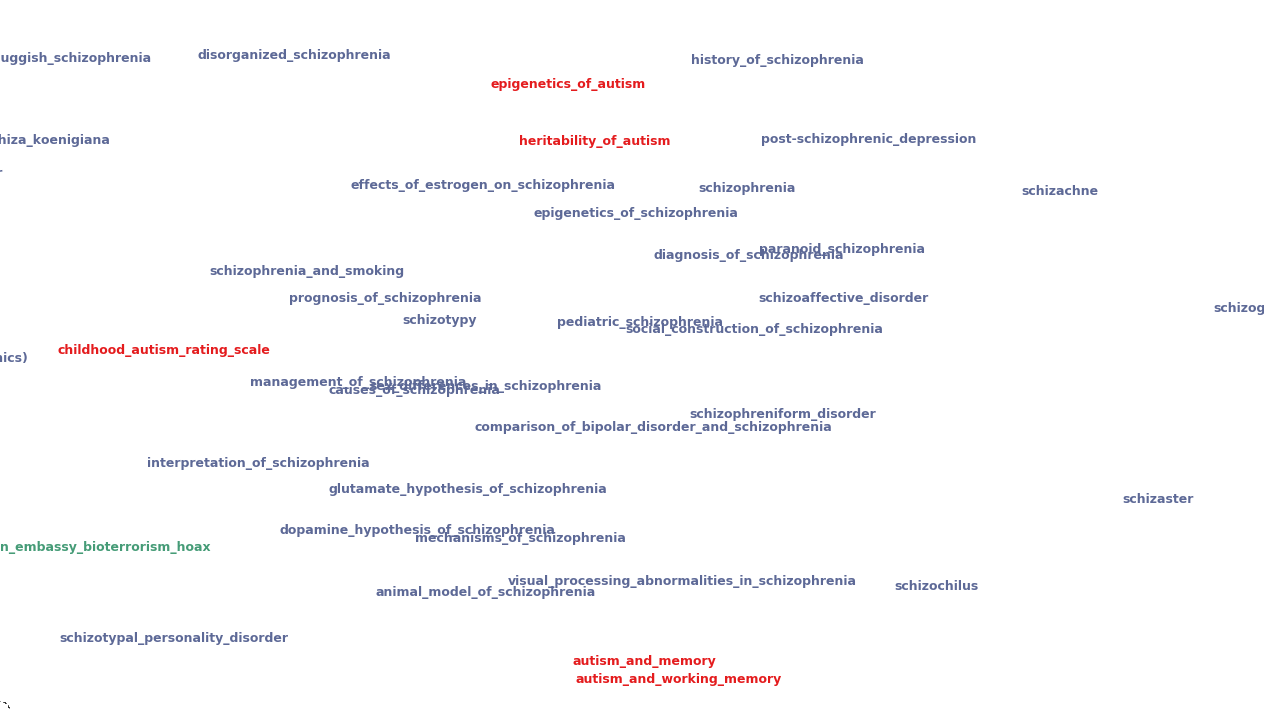 disorganized_schizophrenia
uggish_schizophrenia
history_of_schizophrenia
epigenetics_of_autism
post-schizophrenic_depression
hiza_koenigiana
heritability_of_autism
effects_of_estrogen_on_schizophrenia
schizophrenia
schizachne
epigenetics_of_schizophrenia
paranoid_schizophrenia
diagnosis_of_schizophrenia
schizophrenia_and_smoking
prognosis_of_schizophrenia
schizoaffective_disorder
schizog
schizotypy
pediatric_schizophrenia
social_construction_of_schizophrenia
childhood_autism_rating_scale
nics)
management_of_schizophrenia
sex_differences_in_schizophrenia
causes_of_schizophrenia
schizophreniform_disorder
comparison_of_bipolar_disorder_and_schizophrenia
interpretation_of_schizophrenia
glutamate_hypothesis_of_schizophrenia
schizaster
dopamine_hypothesis_of_schizophrenia
mechanisms_of_schizophrenia
n_embassy_bioterrorism_hoax
visual_processing_abnormalities_in_schizophrenia
schizochilus
animal_model_of_schizophrenia
schizotypal_personality_disorder
autism_and_memory
autism_and_working_memory